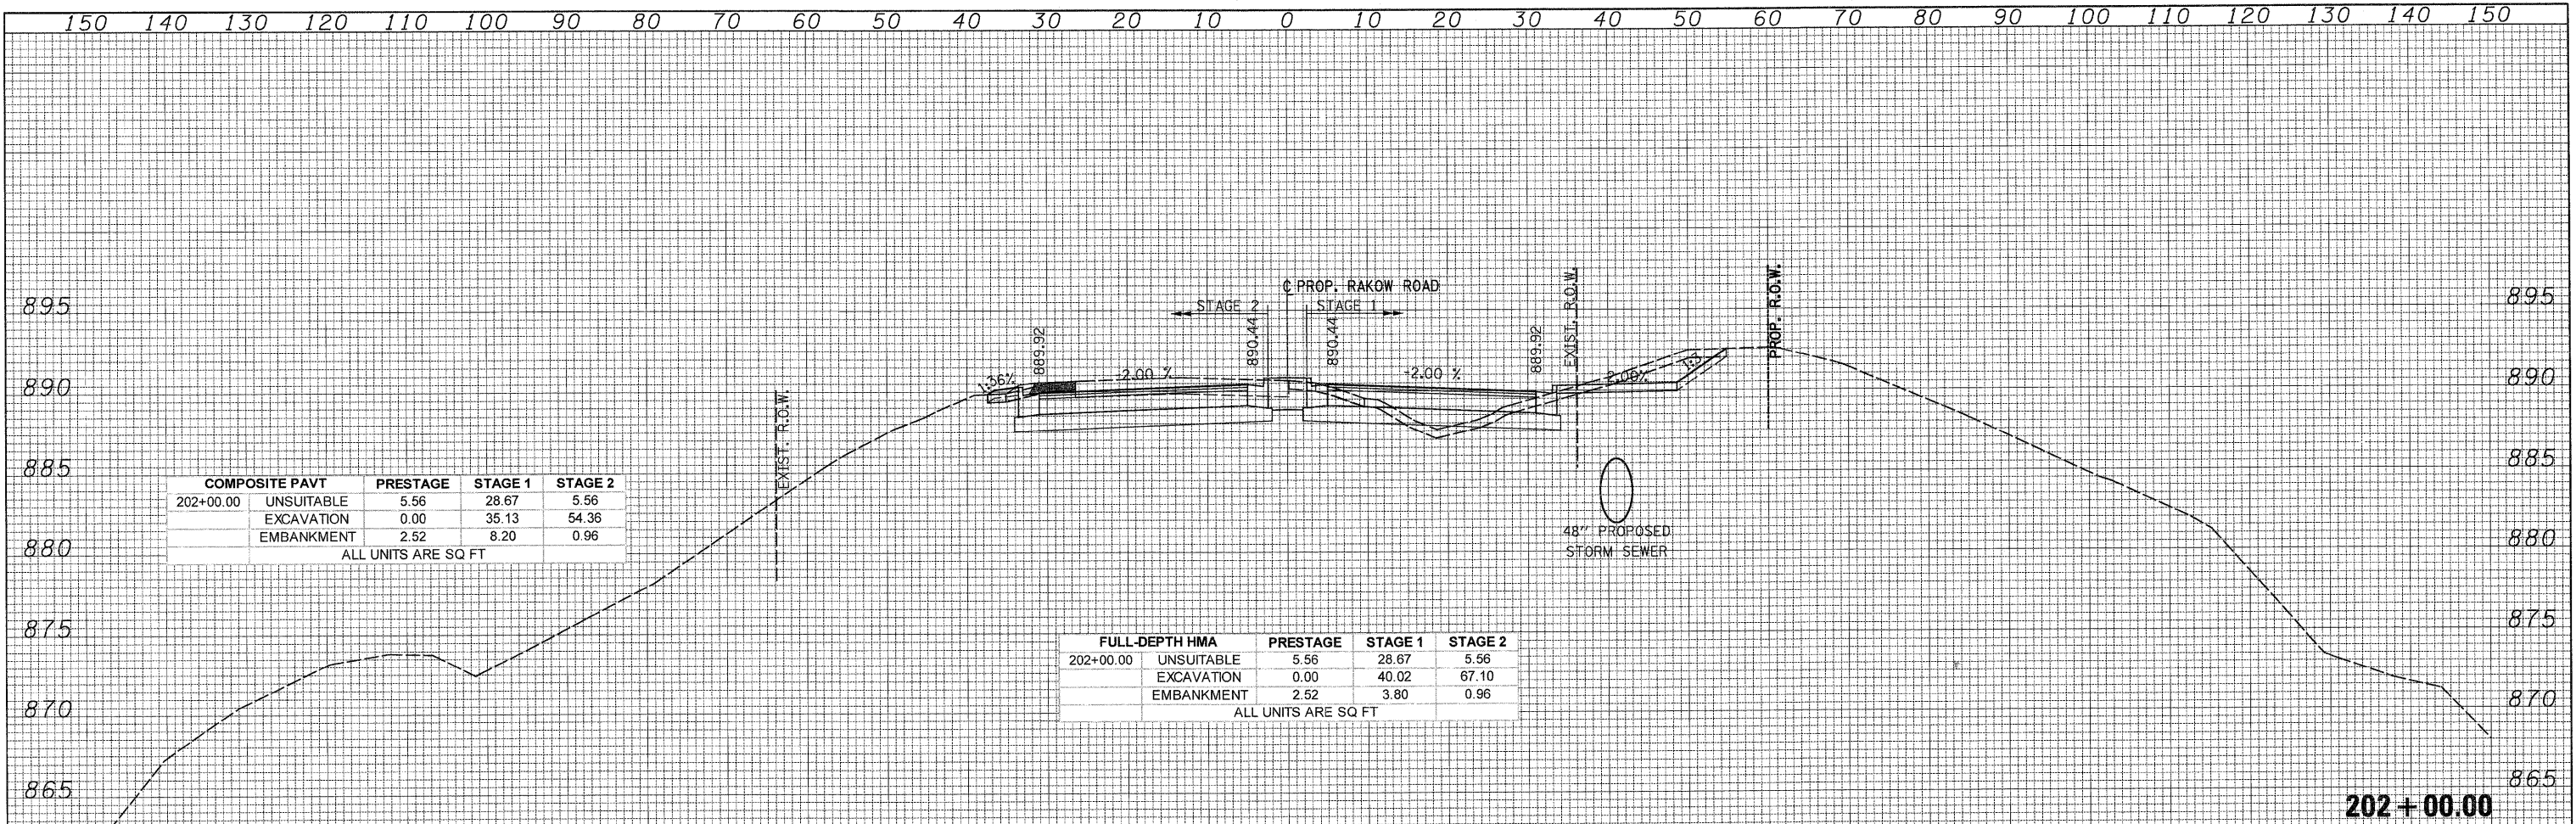 150 140 130 120 110 100 90 80 70 60 50 40 30 20 10 0 10 20 30 40 50 60 70 80 90 100 110 120 130 140 150
℄ PROP. RAKOW ROAD
STAGE 2 STAGE 1
895 895
889.92 890.44 890.44 889.92 EXIST. R.O.W. PROP. R.O.W.
890 1:36% -2.00 % -2.00 % 2.00% 1:3 890
EXIST. R.O.W.
885 885
COMPOSITE PAVT PRESTAGE STAGE 1 STAGE 2
202+00.00 UNSUITABLE 5.56 28.67 5.56
EXCAVATION 0.00 35.13 54.36
EMBANKMENT 2.52 8.20 0.96
ALL UNITS ARE SQ FT
48" PROPOSED
STORM SEWER
880 880
875 875
FULL-DEPTH HMA PRESTAGE STAGE 1 STAGE 2
202+00.00 UNSUITABLE 5.56 28.67 5.56
EXCAVATION 0.00 40.02 67.10
EMBANKMENT 2.52 3.80 0.96
ALL UNITS ARE SQ FT
870 870
865 865
202+00.00